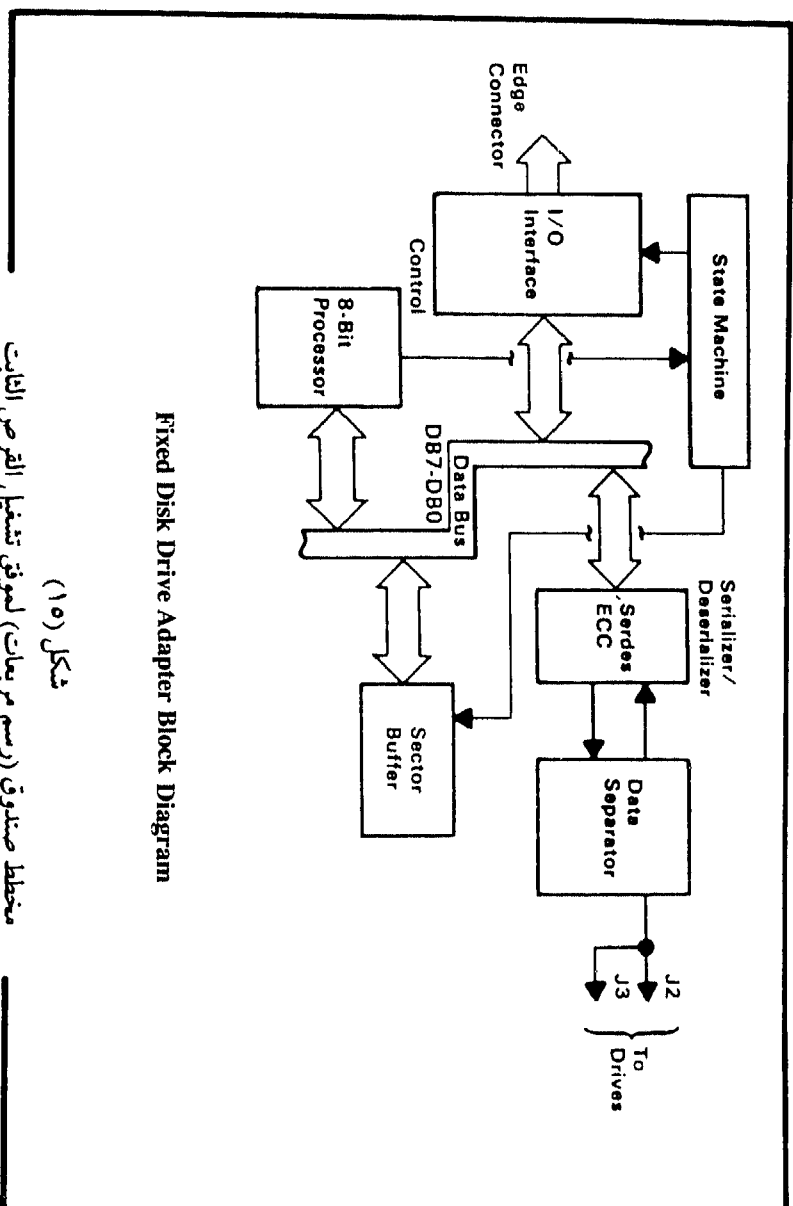 State Machine
Serializer/
Deserializer
Edge
Connector
I/O
Interface
Serdes
ECC
Data
Separator
J2
J3
To
Drives
Control
Data Bus
DB7-DB0
8-Bit
Processor
Sector
Buffer
Fixed Disk Drive Adapter Block Diagram
شكل (١٥)
مخطط صندوق (رسم مربعات) لموفق تشغيل القرص الثابت